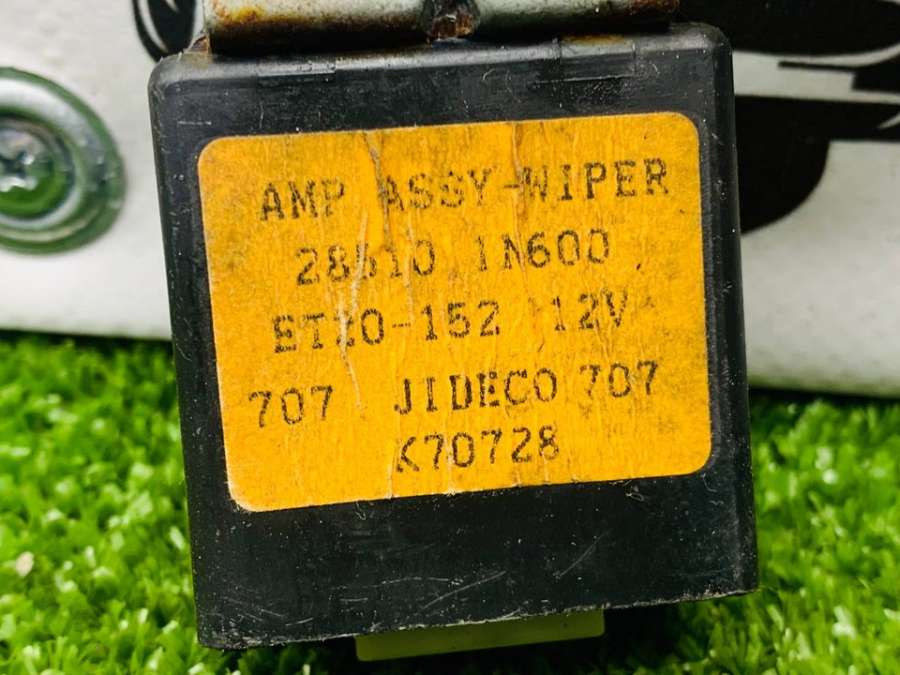 AMP ASSY-WIPER
28510 1N600
ET20-152 12V
707 JIDECO 707
K70728